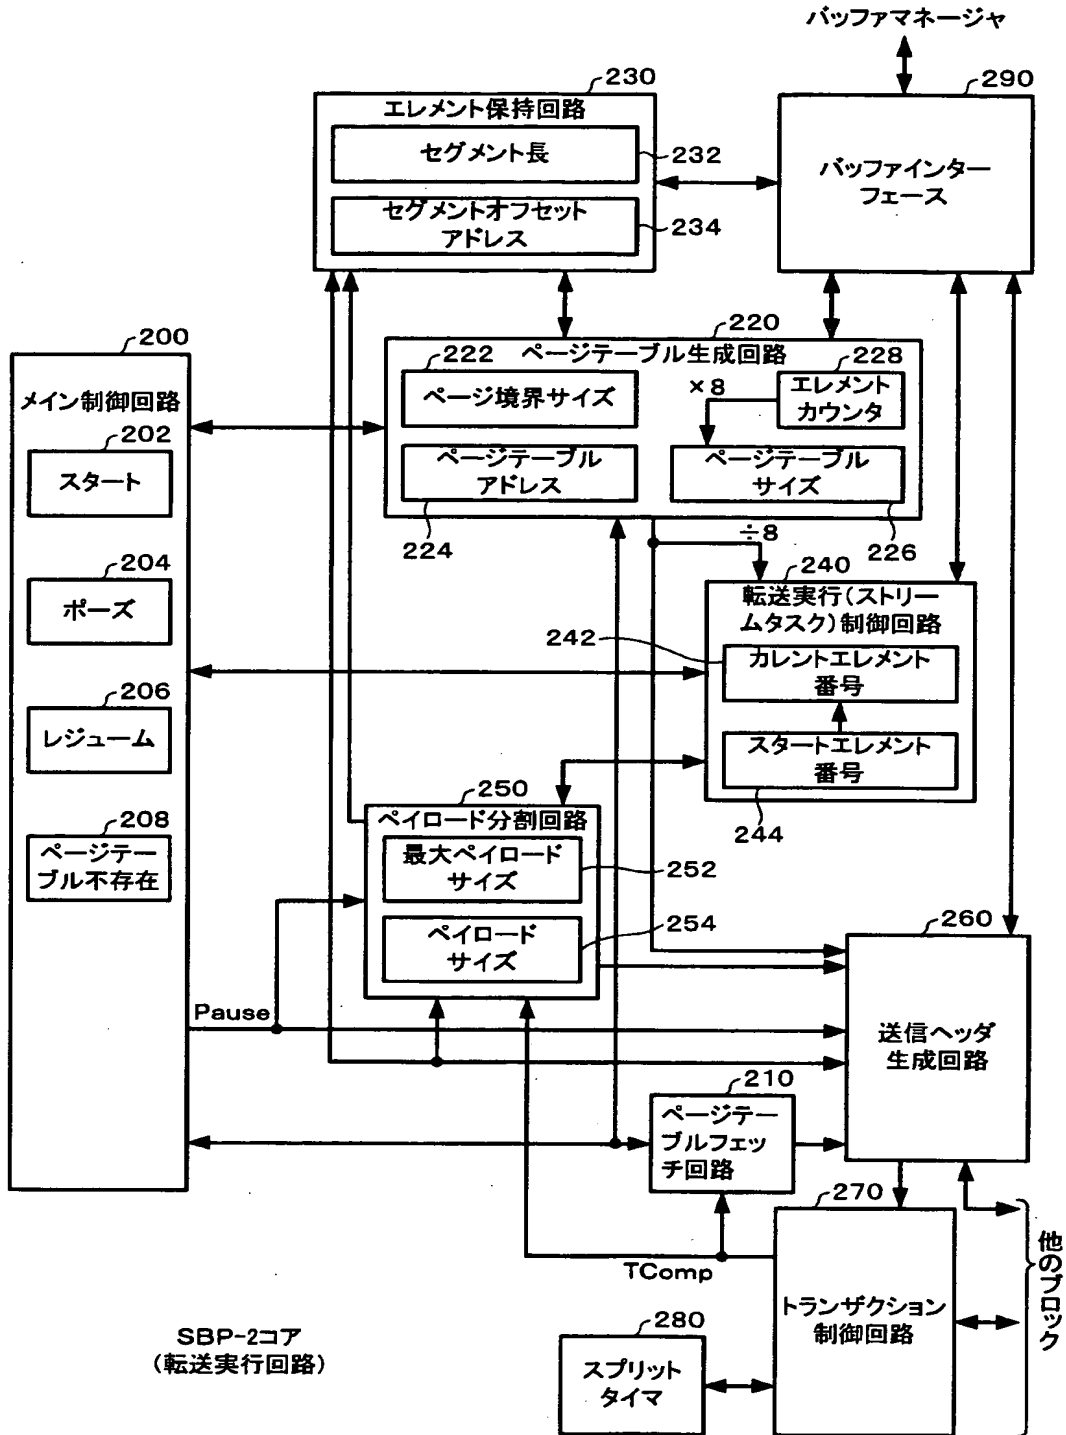 バッファマネージャ
230
エレメント保持回路
セグメント長
232
セグメントオフセット
アドレス
234
290
バッファインター
フェース
200
メイン制御回路
202
スタート
204
ポーズ
206
レジューム
208
ページテー
ブル不存在
220
ページテーブル生成回路
222
ページ境界サイズ
228
エレメント
カウンタ
×8
ページテーブル
アドレス
224
ページテーブル
サイズ
226
÷8
240
転送実行(ストリー
ムタスク)制御回路
242
カレントエレメント
番号
スタートエレメント
番号
244
250
ペイロード分割回路
最大ペイロード
サイズ
252
ペイロード
サイズ
254
260
送信ヘッダ
生成回路
Pause
210
ページテー
ブルフェッ
チ回路
270
トランザクション
制御回路
TComp
280
スプリット
タイマ
他のブロック
SBP-2コア
(転送実行回路)